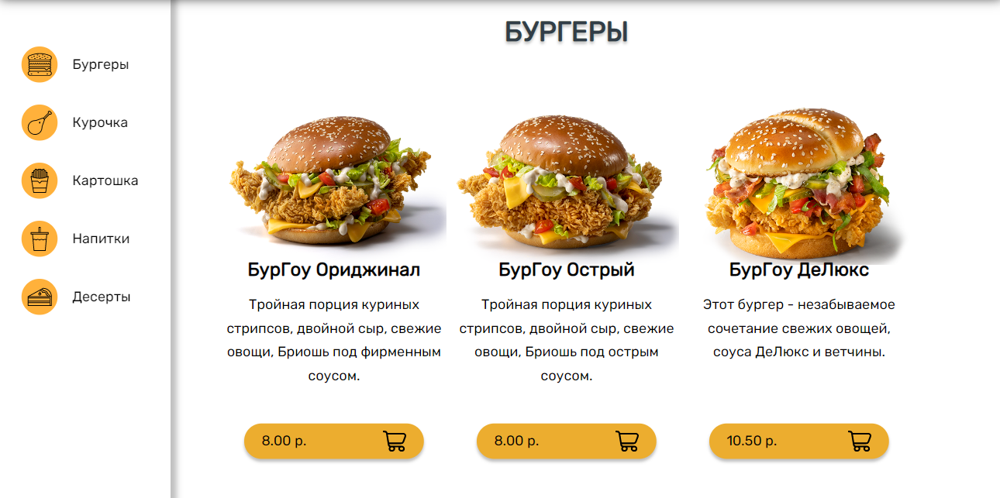 БУРГЕРЫ
Бургеры
Курочка
Картошка
Напитки
Десерты
БурГоу Ориджинал
Тройная порция куриных
стрипсов, двойной сыр, свежие
овощи, Бриошь под фирменным
соусом.
8.00 р.
БурГоу Острый
Тройная порция куриных
стрипсов, двойной сыр, свежие
овощи, Бриошь под острым
соусом.
8.00 р.
БурГоу ДеЛюкс
Этот бургер - незабываемое
сочетание свежих овощей,
соуса ДеЛюкс и ветчины.
10.50 р.